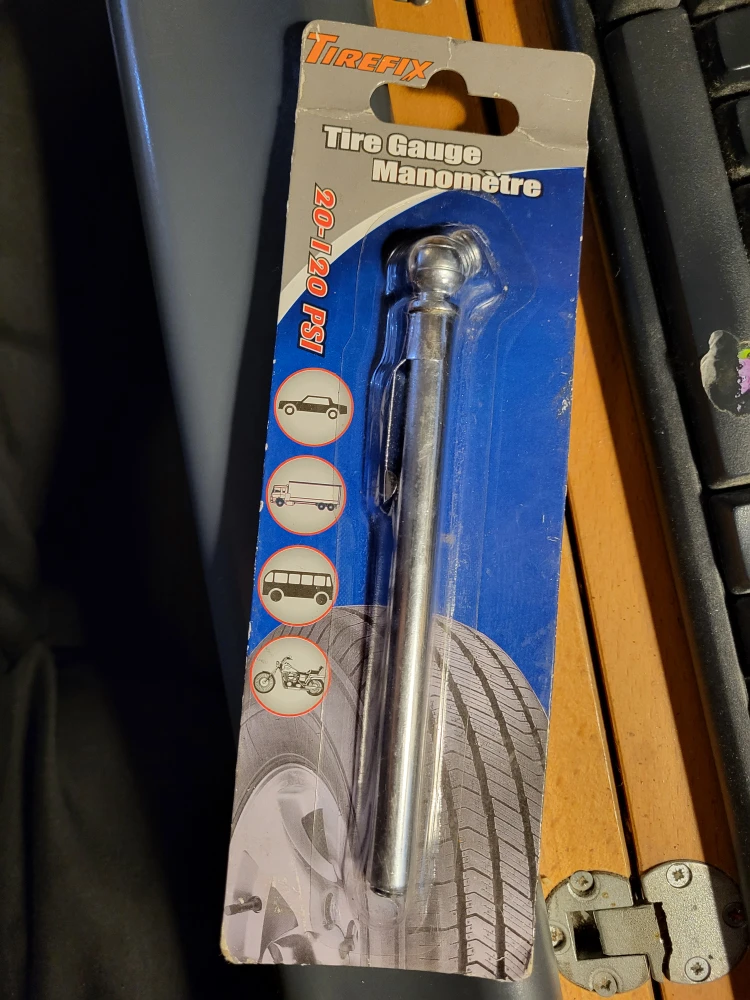 TIREFIX
Tire Gauge
Manomètre
20-120 PSI